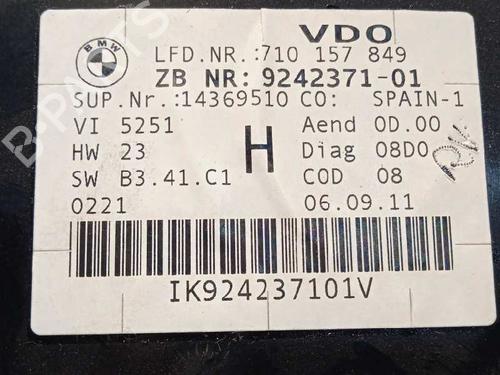 BMW
VDO
LFD.NR.:710 157 849
ZB NR: 9242371-01
SUP.Nr.:14369510 CO: SPAIN-1
VI 5251 Aend 0D.00
HW 23 H Diag 08D0
SW B3.41.C1 COD 08
0221 06.09.11
IK924237101V
B-PARTS